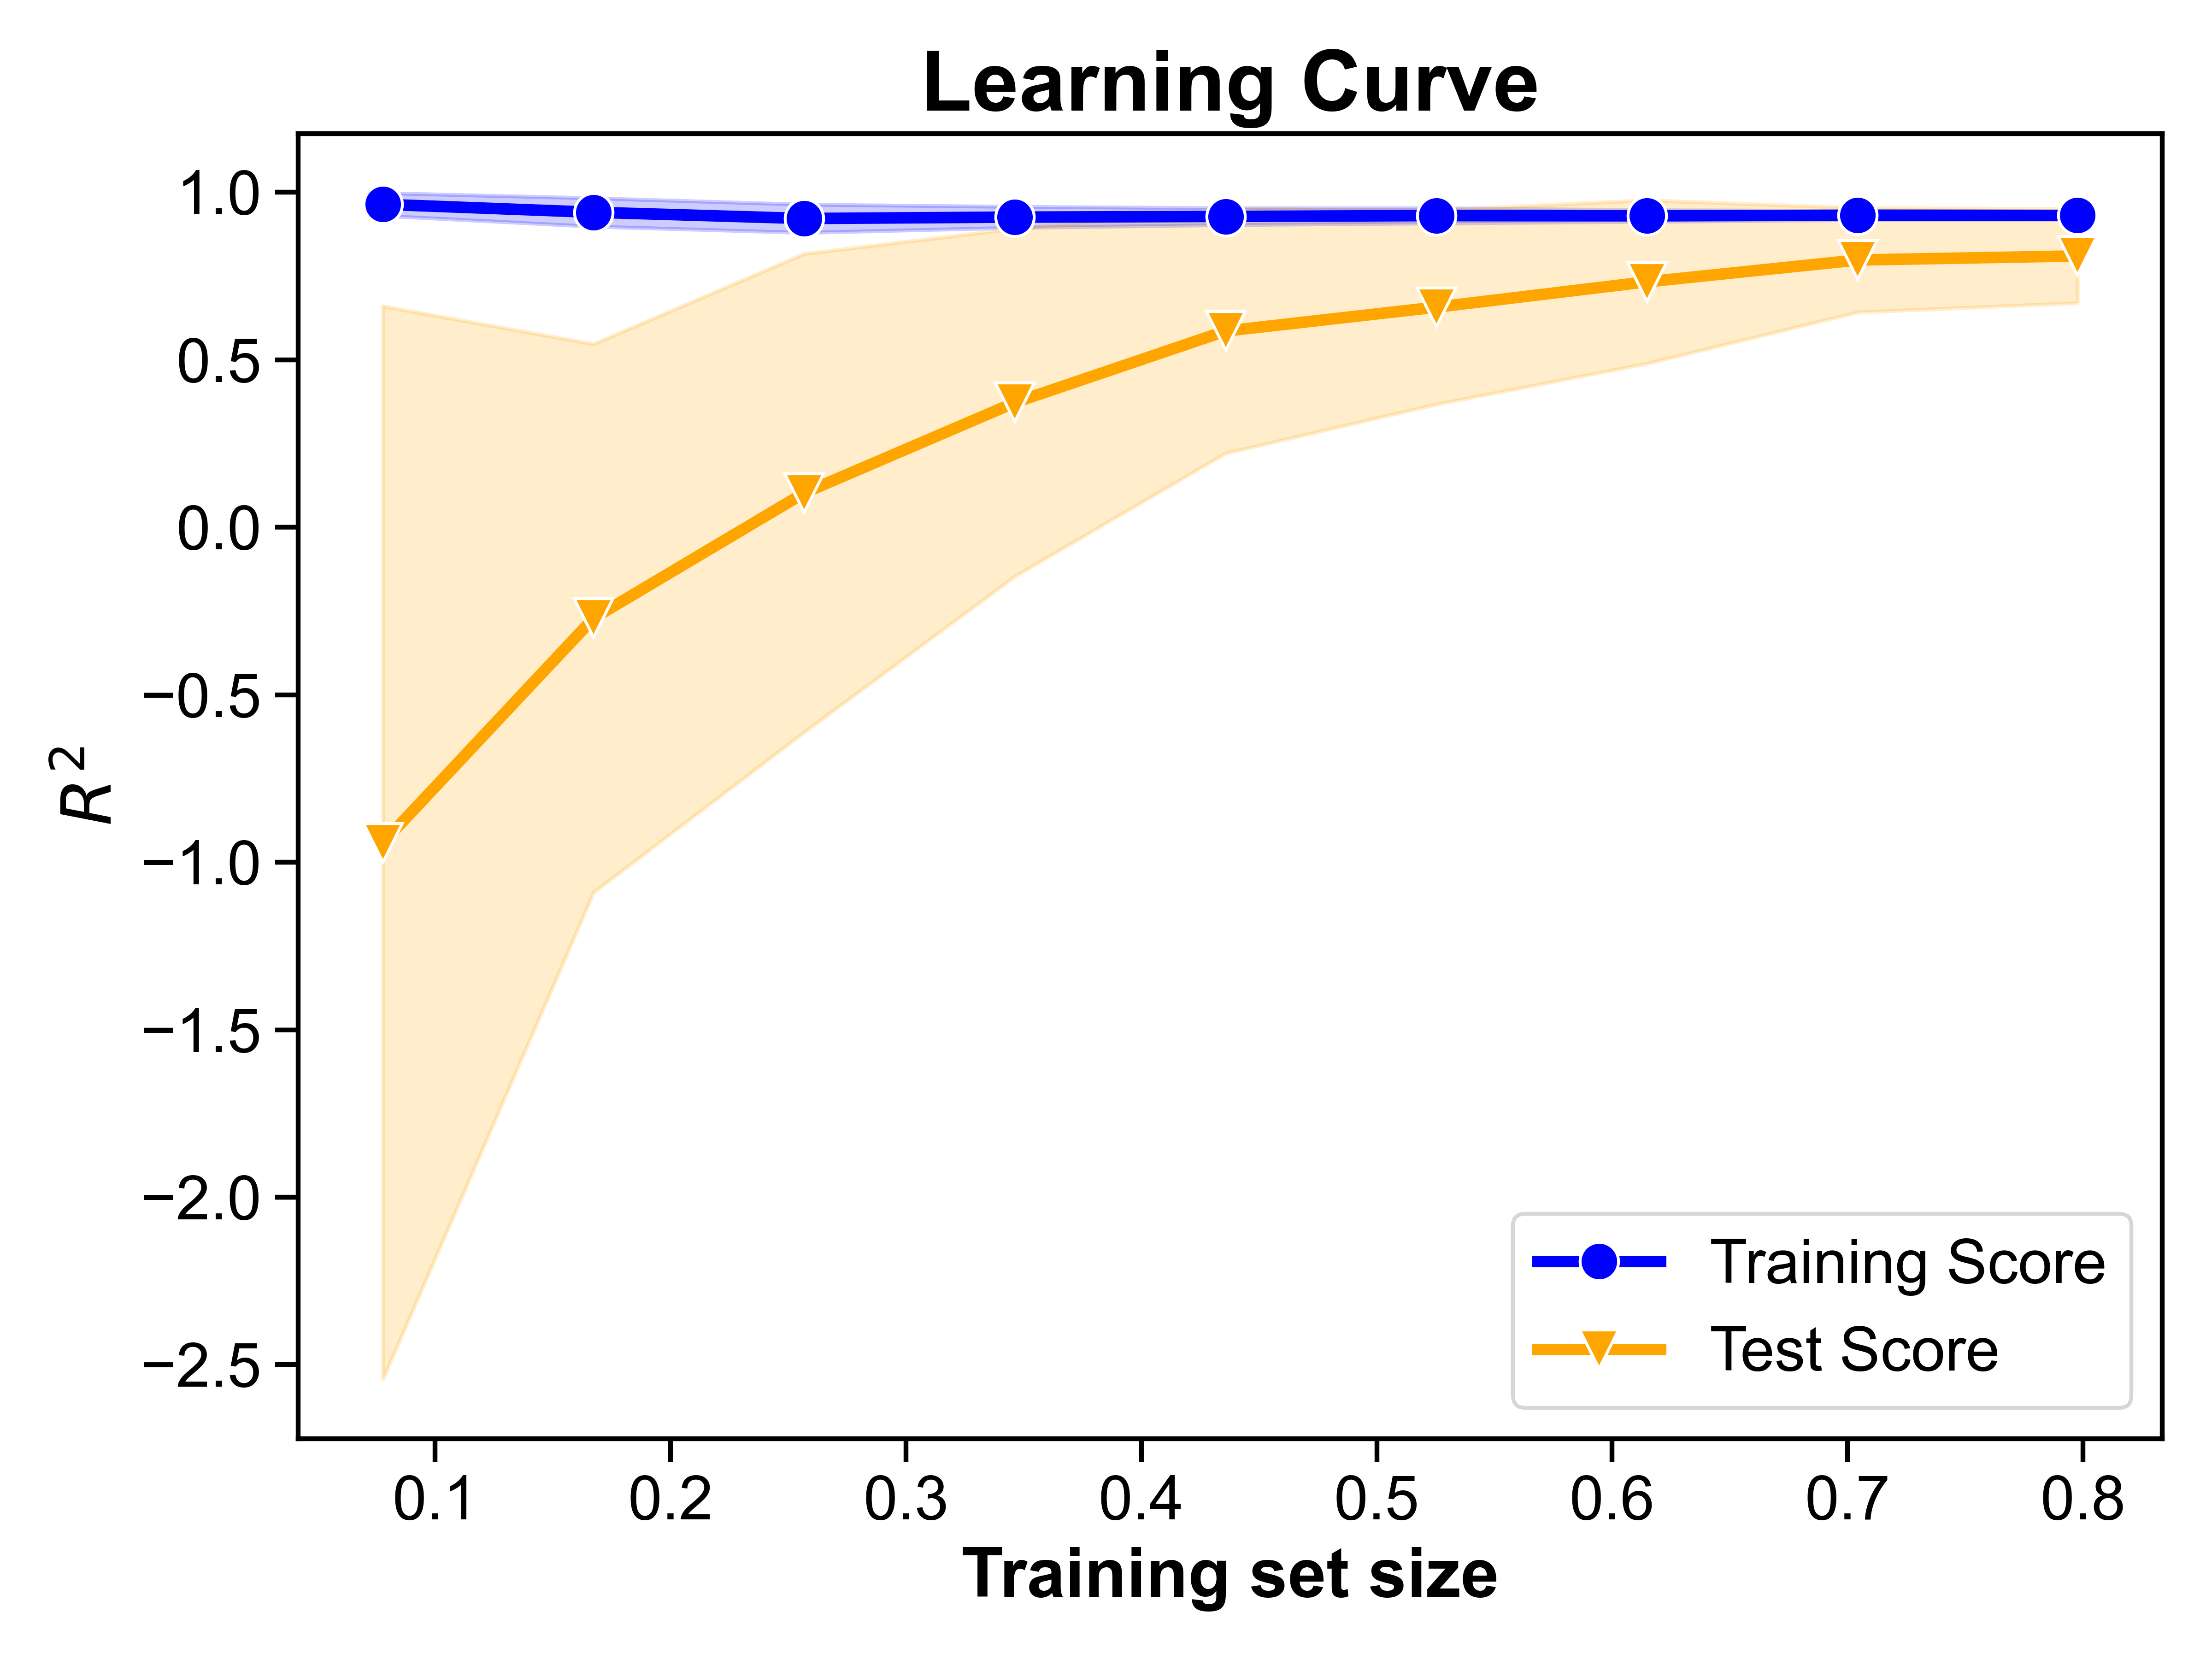 Learning Curve
1.0
0.5
0.0
−0.5
−1.0
−1.5
−2.0
−2.5
R²
Training Score
Test Score
0.1 0.2 0.3 0.4 0.5 0.6 0.7 0.8
Training set size